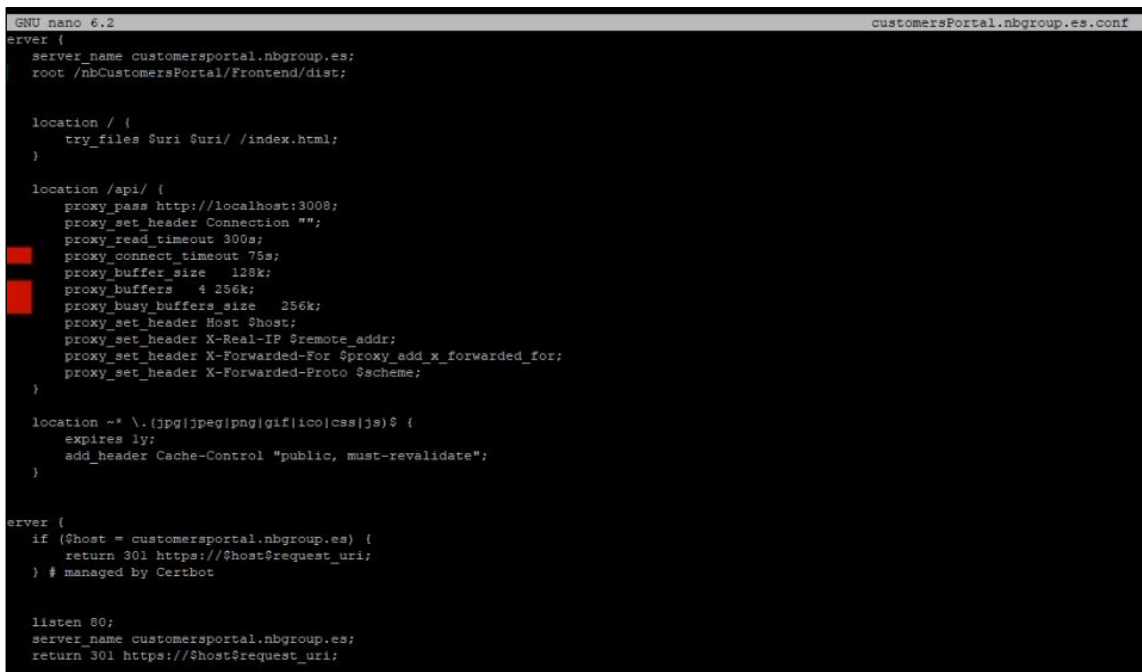 GNU nano 6.2 customersPortal.nbgroup.es.conf
erver {
server_name customersportal.nbgroup.es;
root /nbCustomersPortal/Frontend/dist;
location / {
try_files $uri $uri/ /index.html;
}
location /api/ {
proxy_pass http://localhost:3008;
proxy_set_header Connection "";
proxy_read_timeout 300s;
proxy_connect_timeout 75s;
proxy_buffer_size 128k;
proxy_buffers 4 256k;
proxy_busy_buffers_size 256k;
proxy_set_header Host $host;
proxy_set_header X-Real-IP $remote_addr;
proxy_set_header X-Forwarded-For $proxy_add_x_forwarded_for;
proxy_set_header X-Forwarded-Proto $scheme;
}
location ~* \.(jpg|jpeg|png|gif|ico|css|js)$ {
expires 1y;
add_header Cache-Control "public, must-revalidate";
}
erver {
if ($host = customersportal.nbgroup.es) {
return 301 https://$host$request_uri;
} # managed by Certbot
listen 80;
server_name customersportal.nbgroup.es;
return 301 https://$host$request_uri;